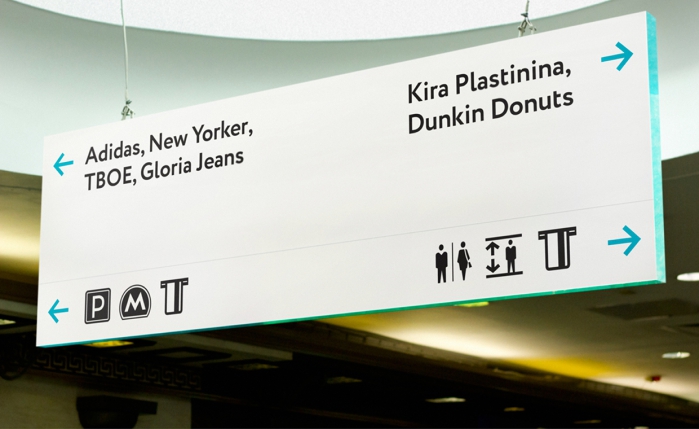 Adidas, New Yorker,
TBOE, Gloria Jeans
Kira Plastinina,
Dunkin Donuts
P M